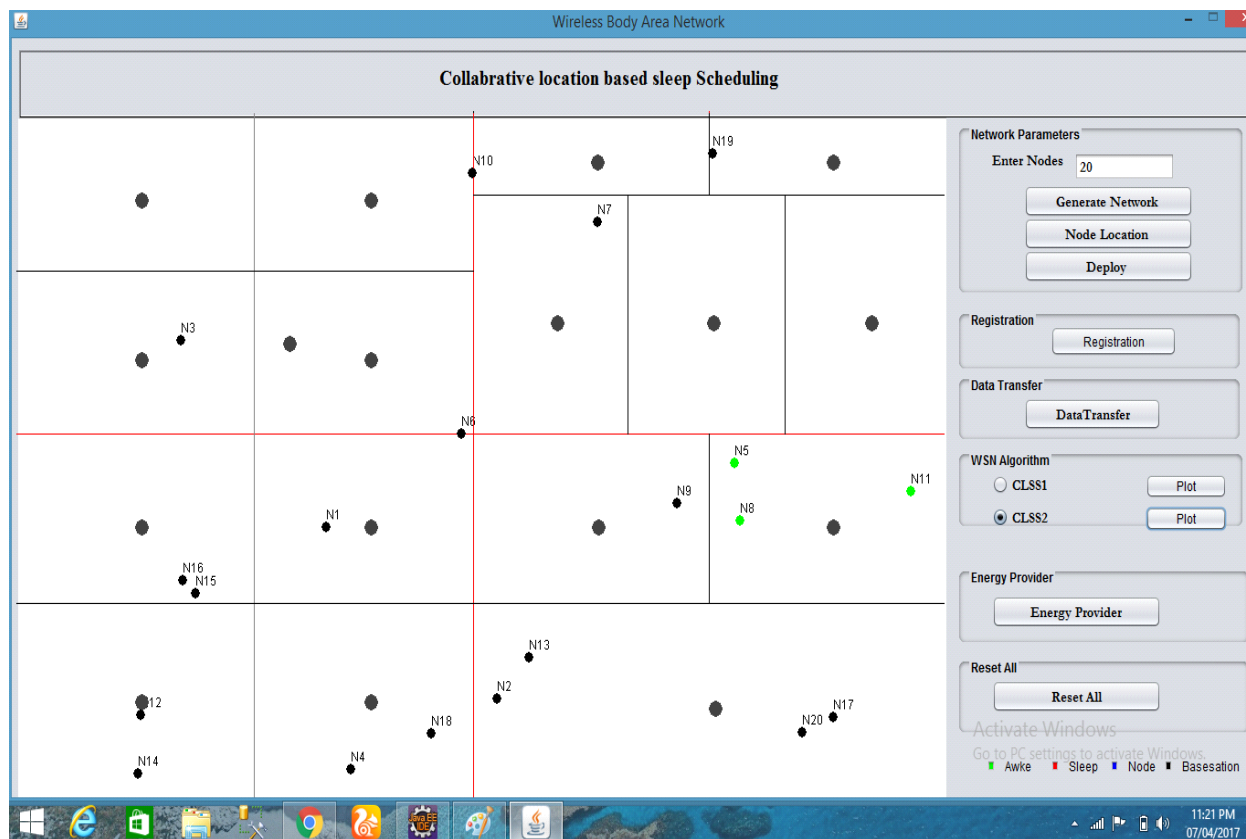 Wireless Body Area Network
Collabrative location based sleep Scheduling
N10
N19
N7
N3
N6
N5
N11
N9
N8
N1
N16
N15
N13
N2
12
N18
N17
N20
N4
N14
Network Parameters
Enter Nodes 20
Generate Network
Node Location
Deploy
Registration
Registration
Data Transfer
DataTransfer
WSN Algorithm
CLSS1 Plot
CLSS2 Plot
Energy Provider
Energy Provider
Reset All
Reset All
Activate Windows
Go to PC settings to activate Windows.
Awke Sleep Node Basesation
Java EE
IDE
11:21 PM
07/04/2017